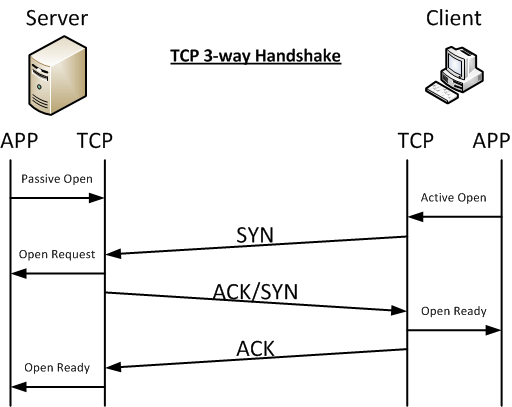 Server
Client
TCP 3-way Handshake
APP
TCP
TCP
APP
Passive Open
Active Open
SYN
Open Request
ACK/SYN
Open Ready
ACK
Open Ready